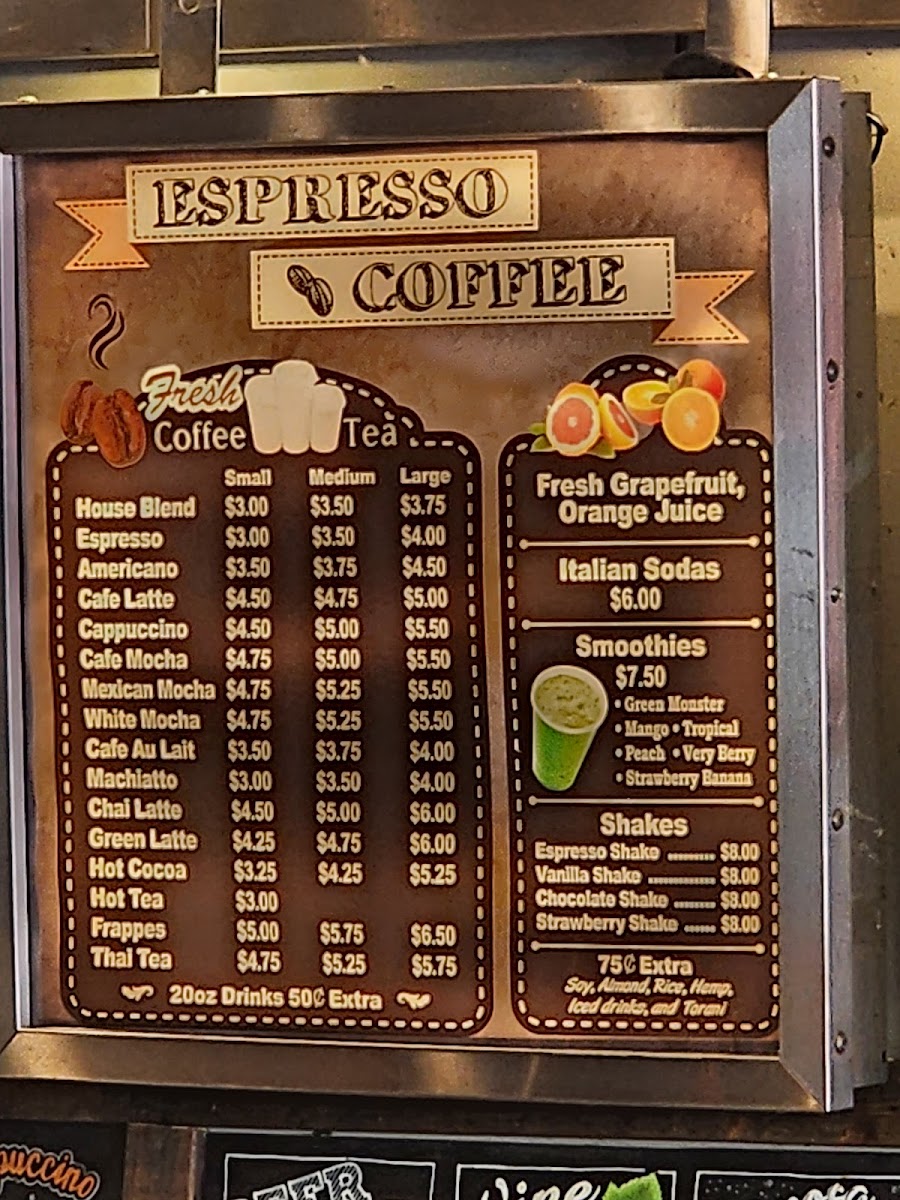 ESPRESSO
COFFEE
Fresh
Coffee Tea
Small Medium Large
House Blend $3.00 $3.50 $3.75
Espresso $3.00 $3.50 $4.00
Americano $3.50 $3.75 $4.50
Cafe Latte $4.50 $4.75 $5.00
Cappuccino $4.50 $5.00 $5.50
Cafe Mocha $4.75 $5.00 $5.50
Mexican Mocha $4.75 $5.25 $5.50
White Mocha $4.75 $5.25 $5.50
Cafe Au Lait $3.50 $3.75 $4.00
Machiatto $3.00 $3.50 $4.00
Chai Latte $4.50 $5.00 $6.00
Green Latte $4.25 $4.75 $6.00
Hot Cocoa $3.25 $4.25 $5.25
Hot Tea $3.00
Frappes $5.00 $5.75 $6.50
Thai Tea $4.75 $5.25 $5.75
20oz Drinks 50¢ Extra
Fresh Grapefruit,
Orange Juice
Italian Sodas
$6.00
Smoothies
$7.50
• Green Monster
• Mango • Tropical
• Peach • Very Berry
• Strawberry Banana
Shakes
Espresso Shake ......... $8.00
Vanilla Shake ............. $8.00
Chocolate Shake ........ $8.00
Strawberry Shake ...... $8.00
75¢ Extra
Soy, Almond, Rice, Hemp,
Iced drinks, and Torani